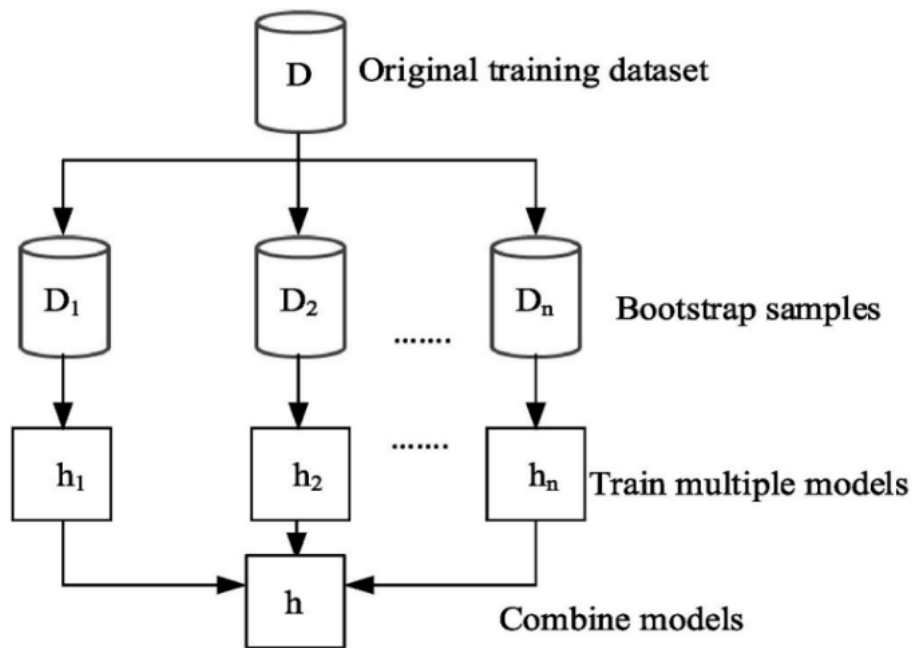 D Original training dataset
D₁ D₂ ....... Dₙ Bootstrap samples
h₁ h₂ ....... hₙ Train multiple models
h Combine models